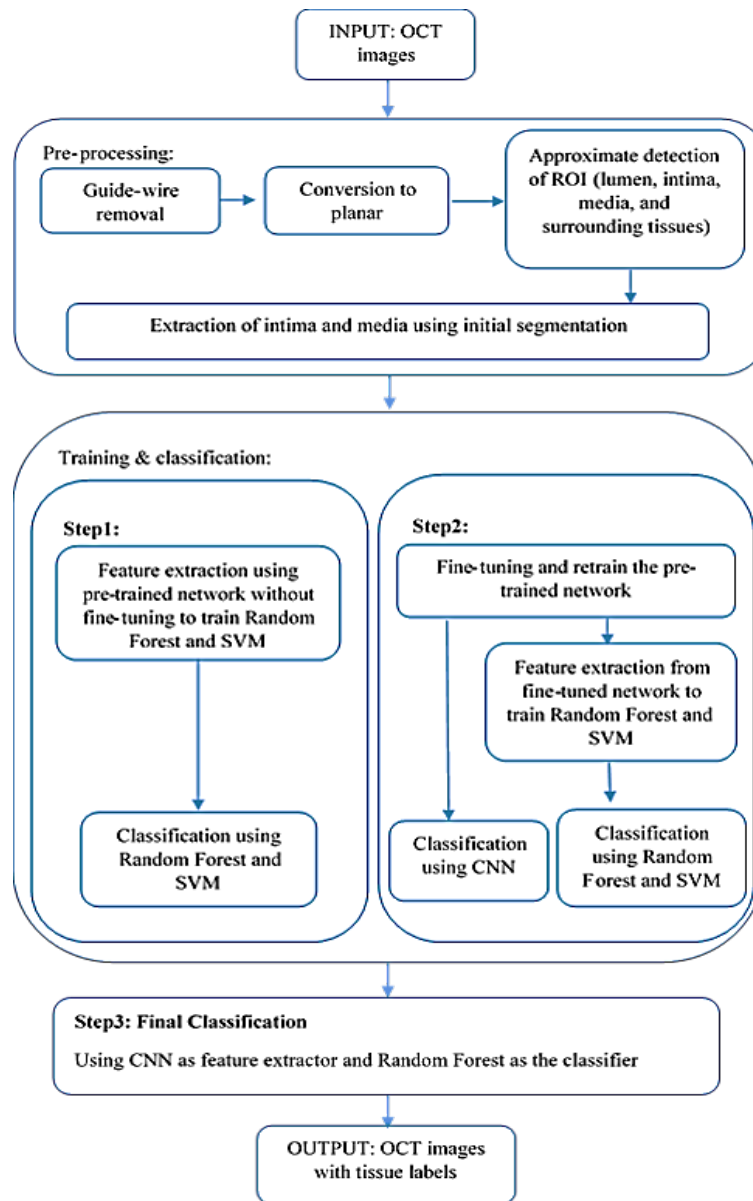 INPUT: OCT
images
Pre-processing:
Guide-wire
removal
Conversion to
planar
Approximate detection
of ROI (lumen, intima,
media, and
surrounding tissues)
Extraction of intima and media using initial segmentation
Training & classification:
Step1:
Feature extraction using
pre-trained network without
fine-tuning to train Random
Forest and SVM
Classification using
Random Forest and
SVM
Step2:
Fine-tuning and retrain the pre-
trained network
Feature extraction from
fine-tuned network to
train Random Forest and
SVM
Classification
using CNN
Classification
using Random
Forest and SVM
Step3: Final Classification
Using CNN as feature extractor and Random Forest as the classifier
OUTPUT: OCT images
with tissue labels